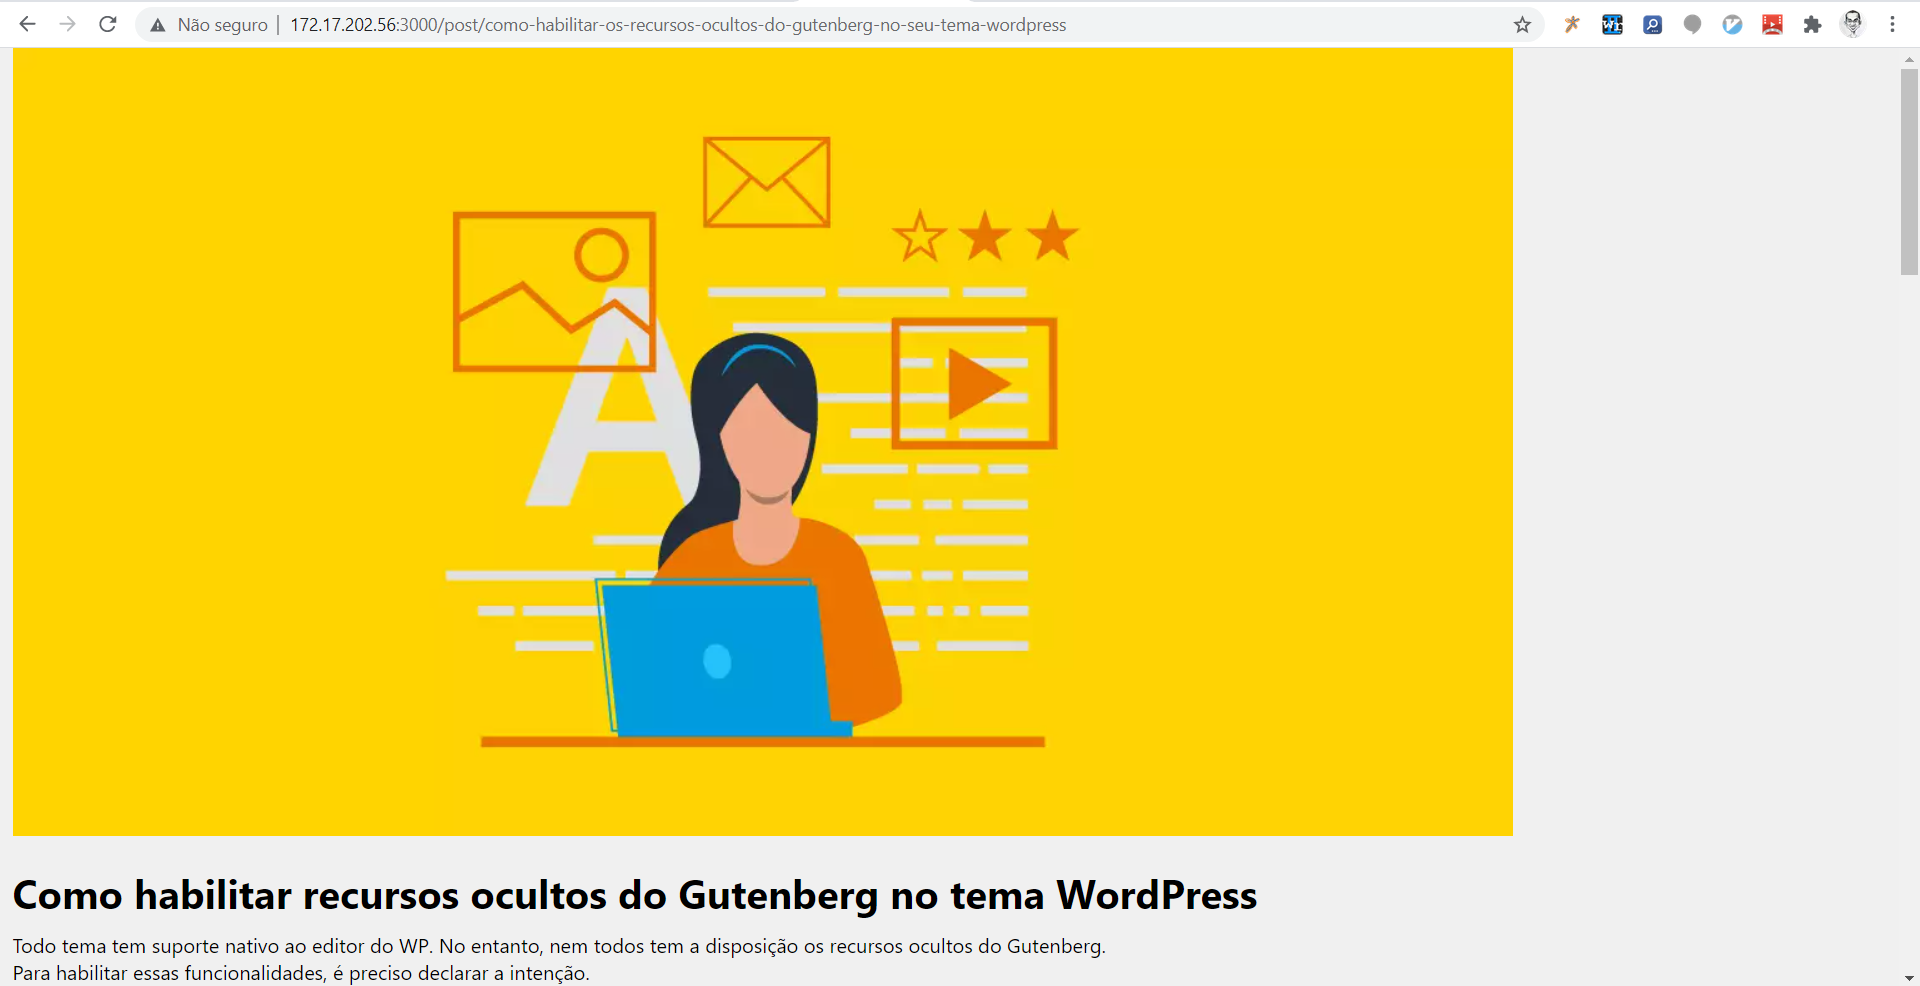 Não seguro | 172.17.202.56:3000/post/como-habilitar-os-recursos-ocultos-do-gutenberg-no-seu-tema-wordpress
A
Como habilitar recursos ocultos do Gutenberg no tema WordPress
Todo tema tem suporte nativo ao editor do WP. No entanto, nem todos tem a disposição os recursos ocultos do Gutenberg.
Para habilitar essas funcionalidades, é preciso declarar a intenção.